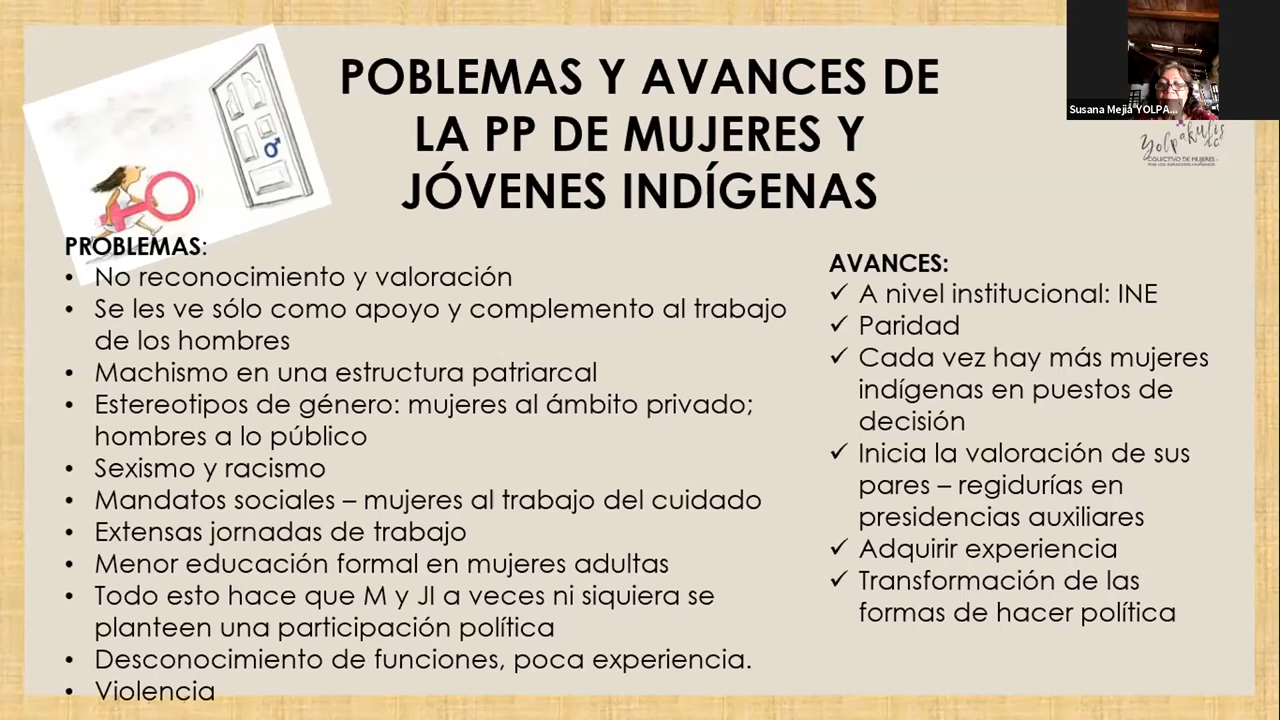 POBLEMAS Y AVANCES DE
LA PP DE MUJERES Y
JÓVENES INDÍGENAS
Susana Mejía YOLPA...
Yolpakulis
A.C.
COLECTIVO DE MUJERES -
PROBLEMAS:
• No reconocimiento y valoración
• Se les ve sólo como apoyo y complemento al trabajo
de los hombres
• Machismo en una estructura patriarcal
• Estereotipos de género: mujeres al ámbito privado;
hombres a lo público
• Sexismo y racismo
• Mandatos sociales – mujeres al trabajo del cuidado
• Extensas jornadas de trabajo
• Menor educación formal en mujeres adultas
• Todo esto hace que M y JI a veces ni siquiera se
planteen una participación política
• Desconocimiento de funciones, poca experiencia.
• Violencia
AVANCES:
✓ A nivel institucional: INE
✓ Paridad
✓ Cada vez hay más mujeres
indígenas en puestos de
decisión
✓ Inicia la valoración de sus
pares – regidurías en
presidencias auxiliares
✓ Adquirir experiencia
✓ Transformación de las
formas de hacer política